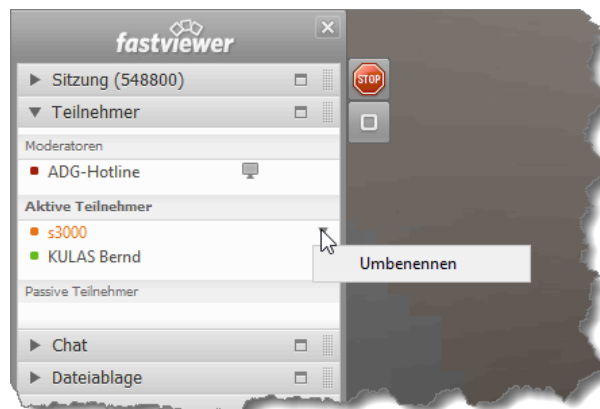 fastviewer
Sitzung (548800)
STOP
Teilnehmer
Moderatoren
ADG-Hotline
Aktive Teilnehmer
s3000
KULAS Bernd
Umbenennen
Passive Teilnehmer
Chat
Dateiablage